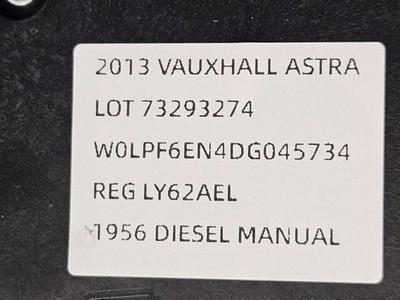 2013 VAUXHALL ASTRA
LOT 73293274
W0LPF6EN4DG045734
REG LY62AEL
1956 DIESEL MANUAL